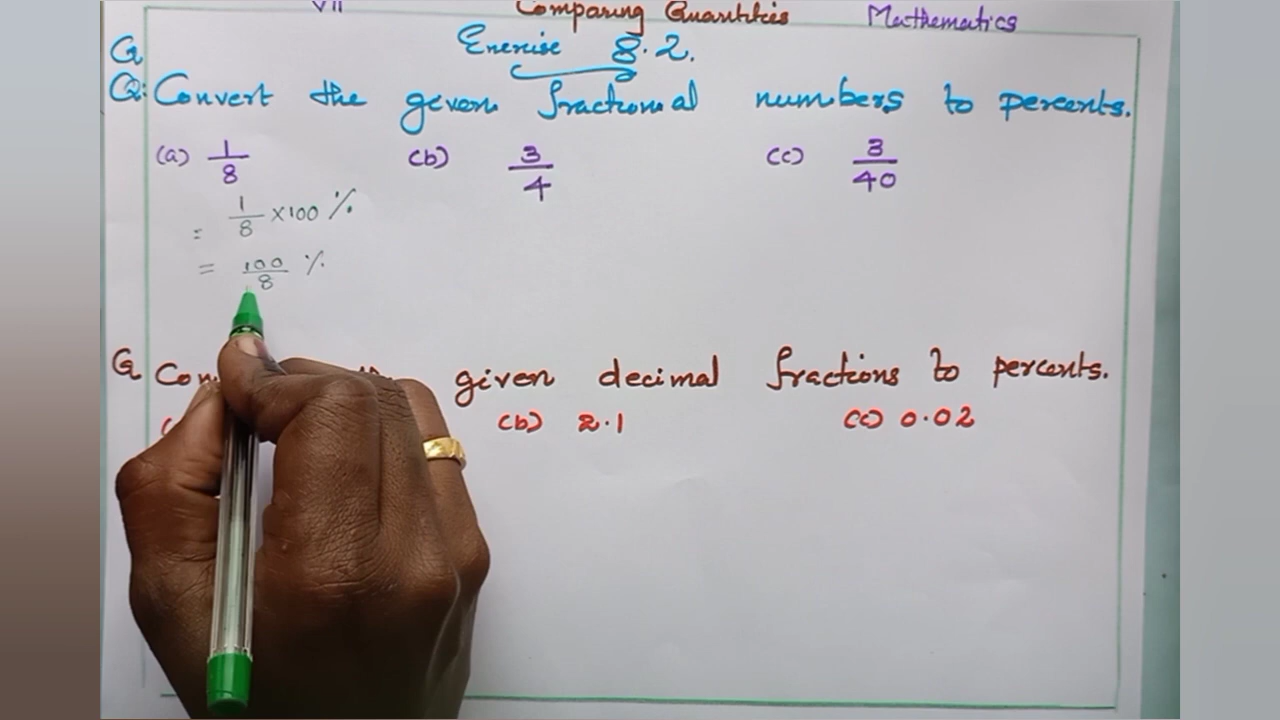 VII Comparing Quantities Mathematics
Q Exercise 8.2.
Q: Convert the given fractional numbers to percents.
(a) 1/8 (b) 3/4 (c) 3/40
= 1/8 ×100 %
= 100/8 %
Q given decimal fractions to percents.
(b) 2.1 (c) 0.02